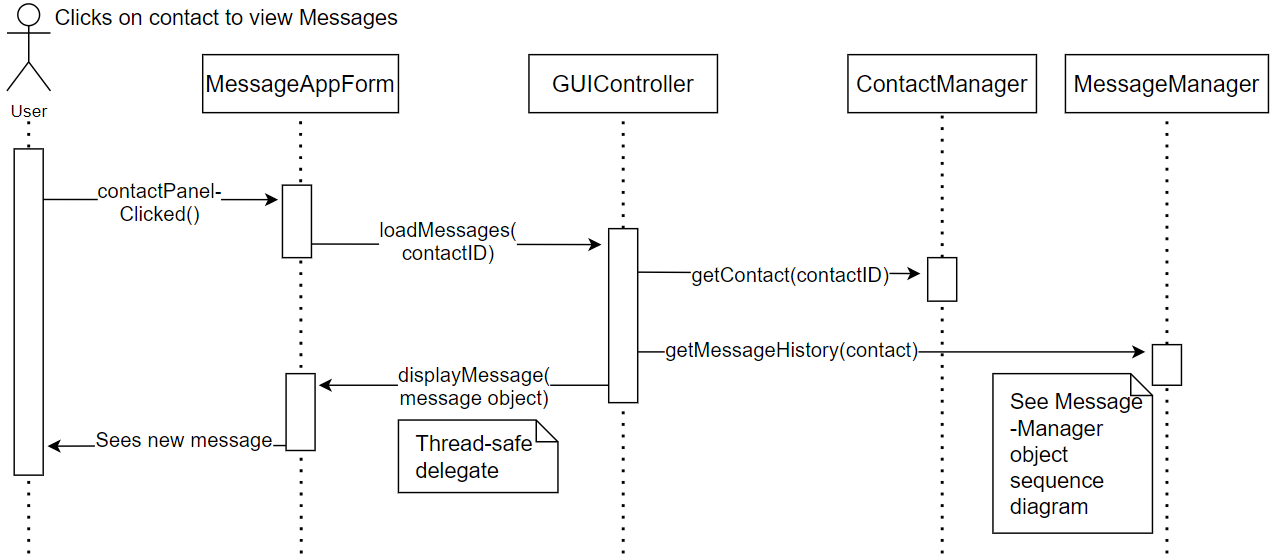 Clicks on contact to view Messages
User
MessageAppForm
GUIController
ContactManager
MessageManager
contactPanel-
Clicked()
loadMessages(
contactID)
getContact(contactID)
getMessageHistory(contact)
displayMessage(
message object)
Sees new message
Thread-safe
delegate
See Message
-Manager
object
sequence
diagram